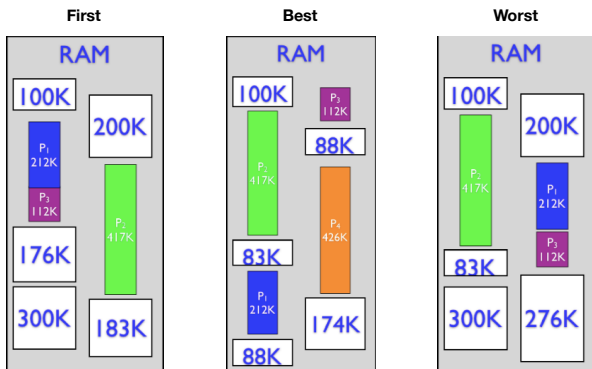 First
Best
Worst
RAM
100K
P1
212K
P3
112K
176K
300K
200K
P2
417K
183K
RAM
100K
P2
417K
83K
P1
212K
88K
P3
112K
88K
P4
426K
174K
RAM
100K
P2
417K
83K
300K
200K
P1
212K
P3
112K
276K